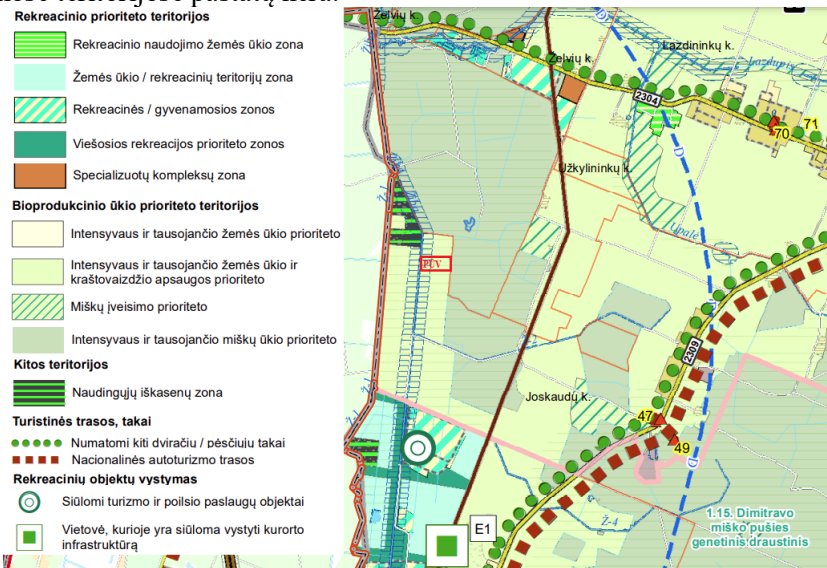 Rekreacinio prioriteto teritorijos
Rekreacinio naudojimo žemės ūkio zona
Žemės ūkio / rekreacinių teritorijų zona
Rekreacinės / gyvenamosios zonos
Viešosios rekreacijos prioriteto zonos
Specializuotų kompleksų zona
Bioprodukcinio ūkio prioriteto teritorijos
Intensyvaus ir tausojančio žemės ūkio prioriteto
Intensyvaus ir tausojančio žemės ūkio ir
kraštovaizdžio apsaugos prioriteto
Miškų įveisimo prioriteto
Intensyvaus ir tausojančio miškų ūkio prioriteto
Kitos teritorijos
Naudingųjų iškasenų zona
Turistinės trasos, takai
Numatomi kiti dviračių / pėsčiųjų takai
Nacionalinės autoturizmo trasos
Rekreacinių objektų vystymas
Siūlomi turizmo ir poilsio paslaugų objektai
Vietovė, kurioje yra siūloma vystyti kurorto
infrastruktūrą
Želvių k.
Želvių k.
Lazdininkų k.
2304
71
70
D
Užkylininkų k.
Upalė
PŪV
2309
Joskaudų k.
47
49
D
Ž-4
E1
1.15. Dimitravo
miško pušies
genetinis draustinis